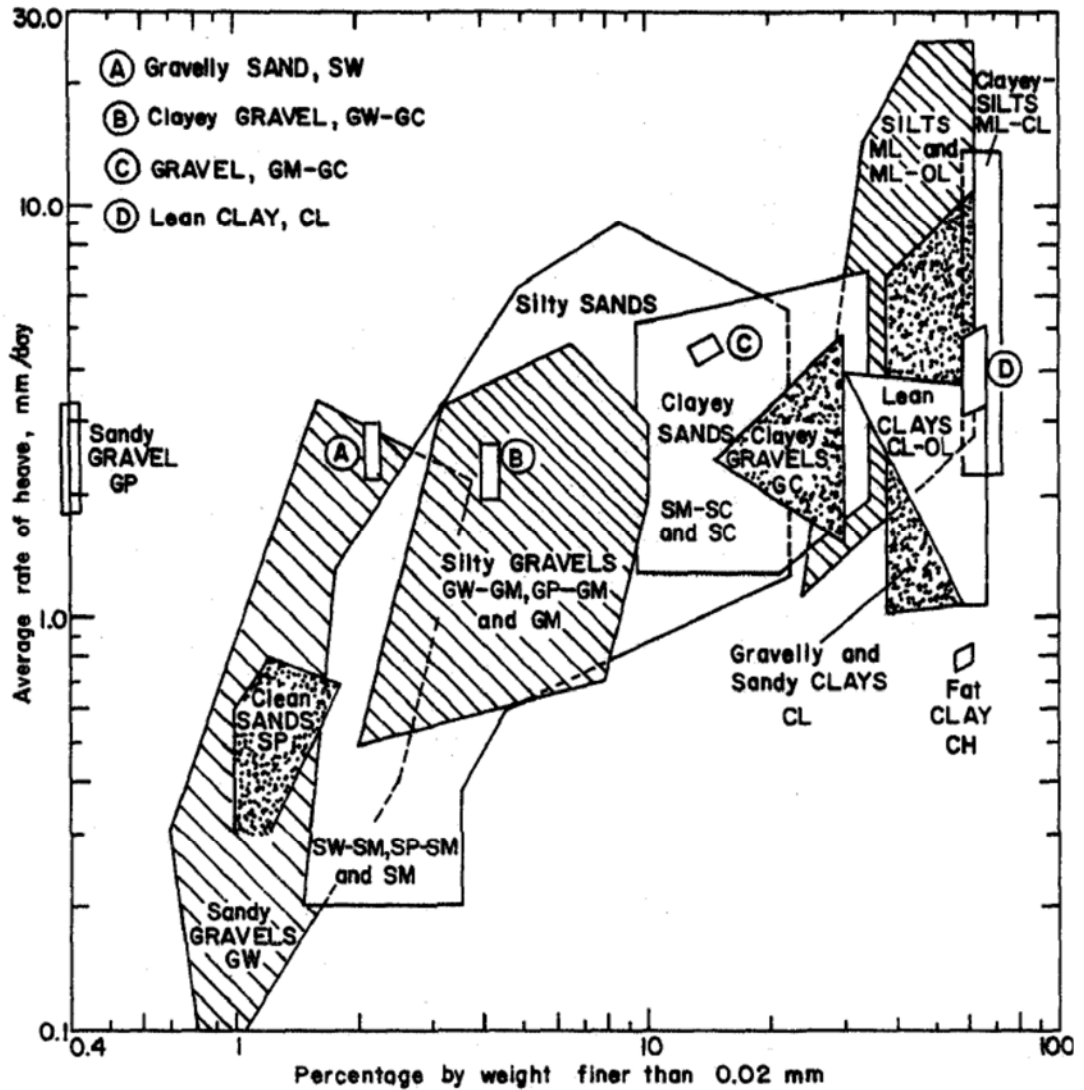 30.0
10.0
1.0
0.1
Average rate of heave, mm/day
A Gravelly SAND, SW
B Clayey GRAVEL, GW-GC
C GRAVEL, GM-GC
D Lean CLAY, CL
Clayey-
SILTS
ML-CL
SILTS
ML and
ML-OL
Silty SANDS
C
D
Sandy
GRAVEL
GP
A
B
Clayey
SANDS
Clayey
GRAVELS
GC
Lean
CLAYS
CL-OL
SM-SC
and SC
Silty GRAVELS
GW-GM, GP-GM
and GM
Gravelly and
Sandy CLAYS
CL
Fat
CLAY
CH
Clean
SANDS
SP
SW-SM, SP-SM
and SM
Sandy
GRAVELS
GW
0.4
1
10
20
100
Percentage by weight finer than 0.02 mm